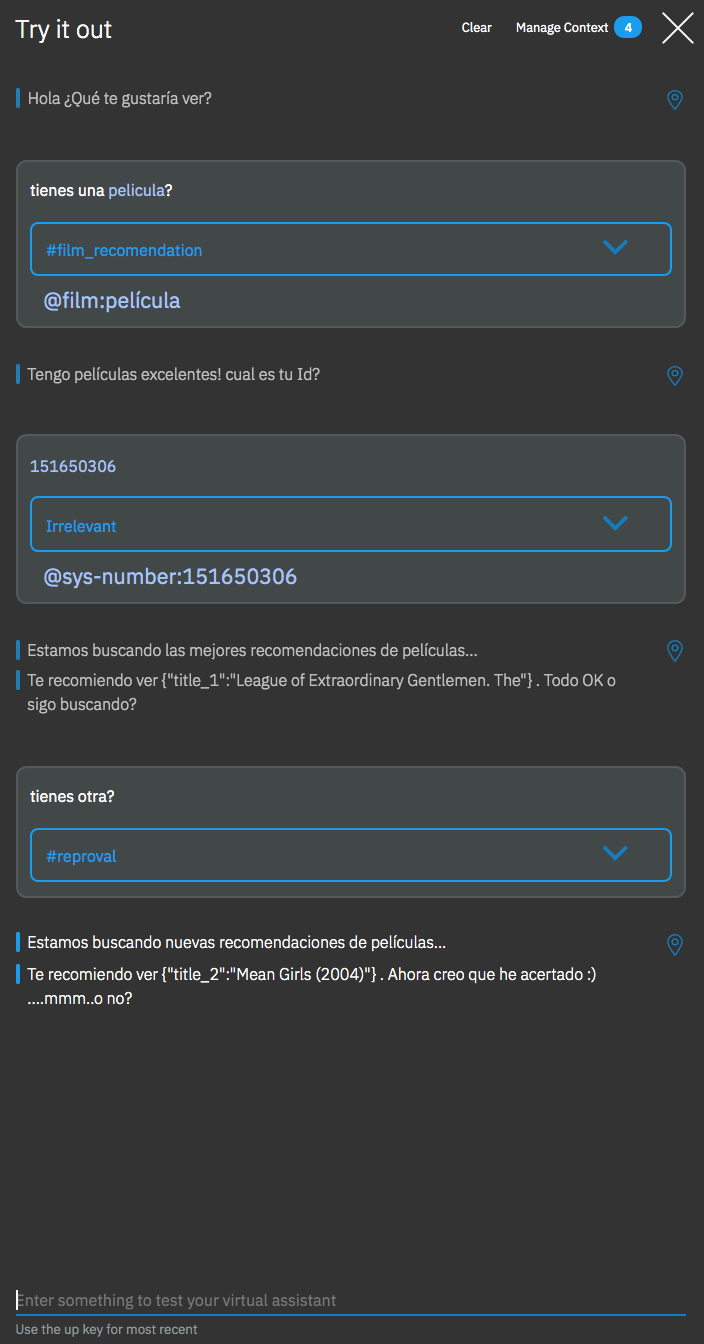 Try it out
Clear
Manage Context 4
Hola ¿Qué te gustaría ver?
tienes una pelicula?
#film_recomendation
@film:película
Tengo películas excelentes! cual es tu Id?
151650306
Irrelevant
@sys-number:151650306
Estamos buscando las mejores recomendaciones de películas...
Te recomiendo ver {"title_1":"League of Extraordinary Gentlemen. The"} . Todo OK o
sigo buscando?
tienes otra?
#reproval
Estamos buscando nuevas recomendaciones de películas...
Te recomiendo ver {"title_2":"Mean Girls (2004)"} . Ahora creo que he acertado :)
....mmm..o no?
Enter something to test your virtual assistant
Use the up key for most recent